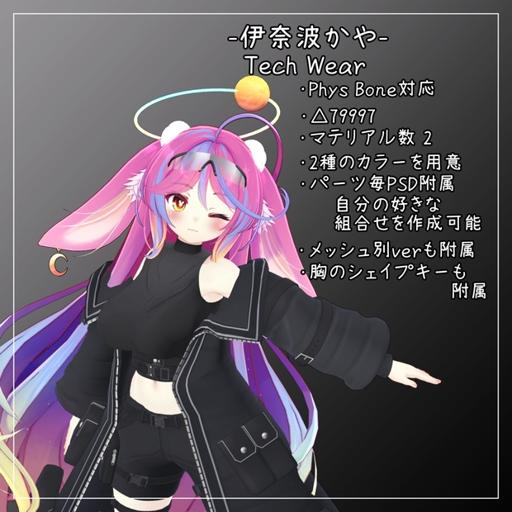 -伊奈波かや-
Tech Wear
・Phys Bone対応
・△79997
・マテリアル数 2
・2種のカラーを用意
・パーツ毎PSD附属
自分の好きな
組合せを作成可能
・メッシュ別verも附属
・胸のシェイプキーも
附属